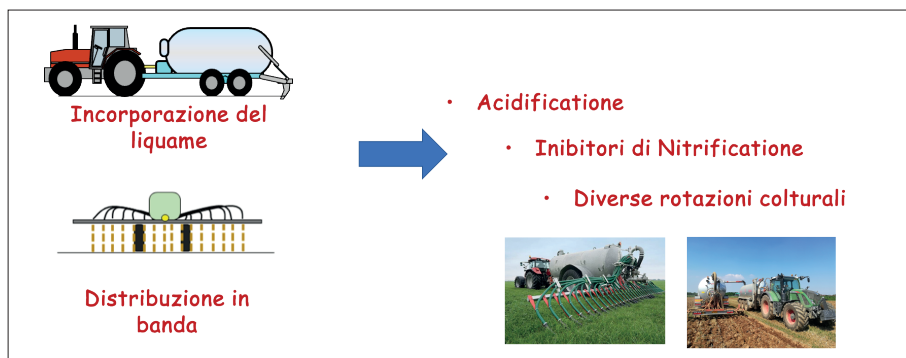 Incorporazione del
liquame
Distribuzione in
banda
• Acidificatione
• Inibitori di Nitrificatione
• Diverse rotazioni colturali